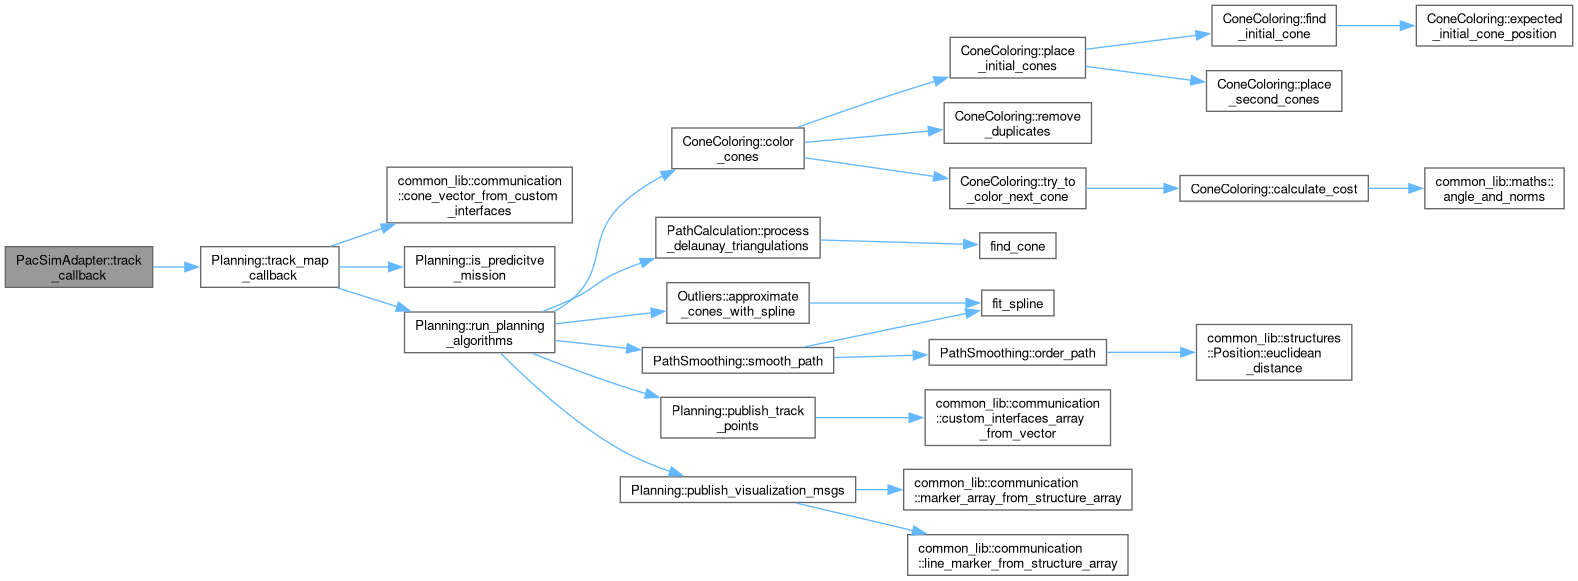 PacSimAdapter::track
_callback
Planning::track_map
_callback
common_lib::communication
::cone_vector_from_custom
_interfaces
Planning::is_predicitve
_mission
Planning::run_planning
_algorithms
ConeColoring::color
_cones
ConeColoring::place
_initial_cones
ConeColoring::find
_initial_cone
ConeColoring::expected
_initial_cone_position
ConeColoring::place
_second_cones
ConeColoring::remove
_duplicates
ConeColoring::try_to
_color_next_cone
ConeColoring::calculate_cost
common_lib::maths::
angle_and_norms
PathCalculation::process
_delaunay_triangulations
find_cone
Outliers::approximate
_cones_with_spline
fit_spline
PathSmoothing::smooth_path
PathSmoothing::order_path
common_lib::structures
::Position::euclidean
_distance
Planning::publish_track
_points
common_lib::communication
::custom_interfaces_array
_from_vector
Planning::publish_visualization_msgs
common_lib::communication
::marker_array_from_structure_array
common_lib::communication
::line_marker_from_structure_array